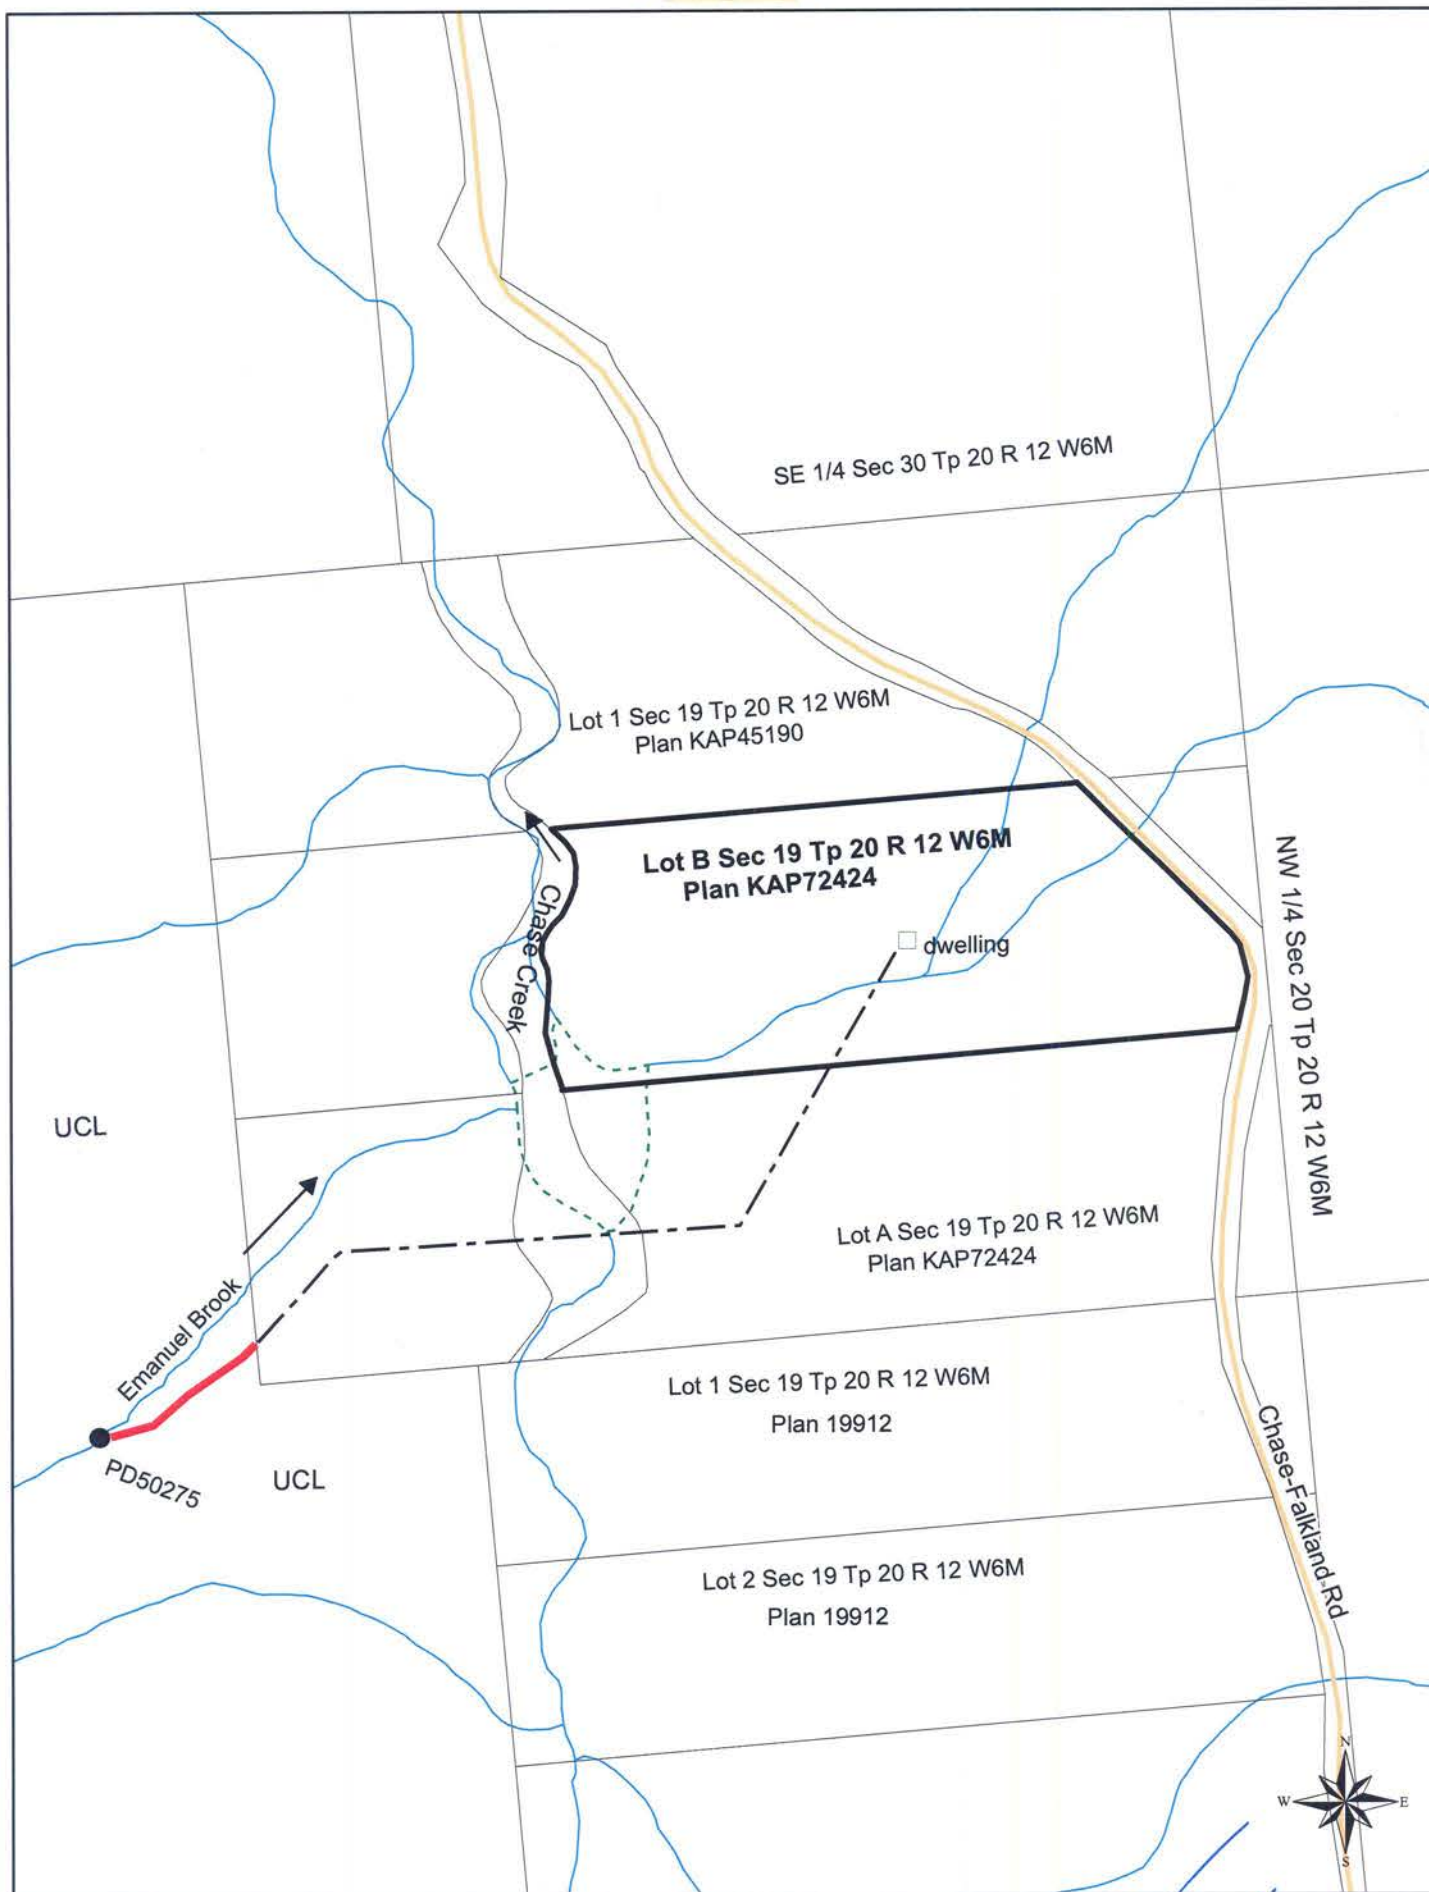 SE 1/4 Sec 30 Tp 20 R 12 W6M
Lot 1 Sec 19 Tp 20 R 12 W6M
Plan KAP45190
Lot B Sec 19 Tp 20 R 12 W6M
Plan KAP72424
Chase Creek
dwelling
NW 1/4 Sec 20 Tp 20 R 12 W6M
UCL
Lot A Sec 19 Tp 20 R 12 W6M
Plan KAP72424
Emanuel Brook
Lot 1 Sec 19 Tp 20 R 12 W6M
Plan 19912
PD50275
UCL
Chase-Falkland-Rd
Lot 2 Sec 19 Tp 20 R 12 W6M
Plan 19912
N
W
E
S